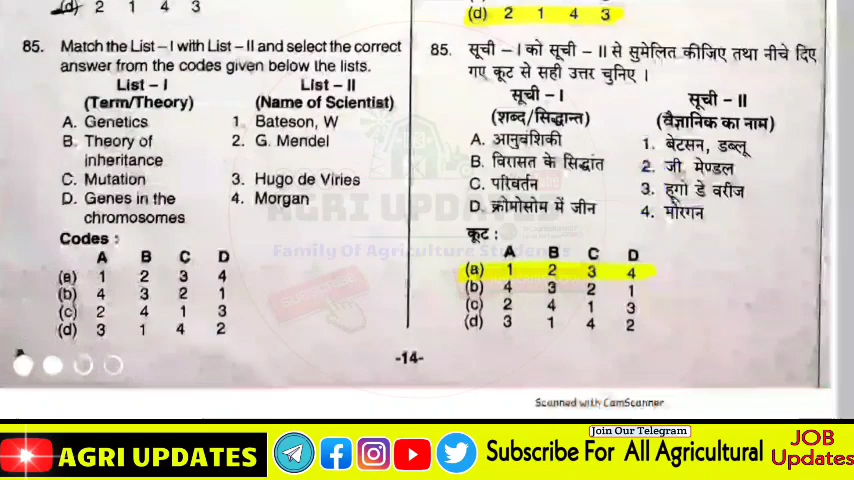 (d) 2 1 4 3
85. Match the List – I with List – II and select the correct
answer from the codes given below the lists.
List – I List – II
(Term/Theory) (Name of Scientist)
A. Genetics 1. Bateson, W
B. Theory of 2. G. Mendel
inheritance
C. Mutation 3. Hugo de Viries
D. Genes in the 4. Morgan
chromosomes
Codes :
A B C D
(a) 1 2 3 4
(b) 4 3 2 1
(c) 2 4 1 3
(d) 3 1 4 2
(d) 2 1 4 3
85. सूची – I को सूची – II से सुमेलित कीजिए तथा नीचे दिए
गए कूट से सही उत्तर चुनिए ।
सूची – I सूची – II
(शब्द/सिद्धान्त) (वैज्ञानिक का नाम)
A. आनुवंशिकी 1. बेटसन, डब्लू
B. विरासत के सिद्धांत 2. जी. मेण्डल
C. परिवर्तन 3. हूगो डे वरीज
D. क्रोमोसोम में जीन 4. मोरगन
कूट :
A B C D
(a) 1 2 3 4
(b) 4 3 2 1
(c) 2 4 1 3
(d) 3 1 4 2
AGRI UPDATES
Family Of Agriculture Students
-14-
Scanned with CamScanner
AGRI UPDATES
Join Our Telegram
Subscribe For All Agricultural
JOB
Updates